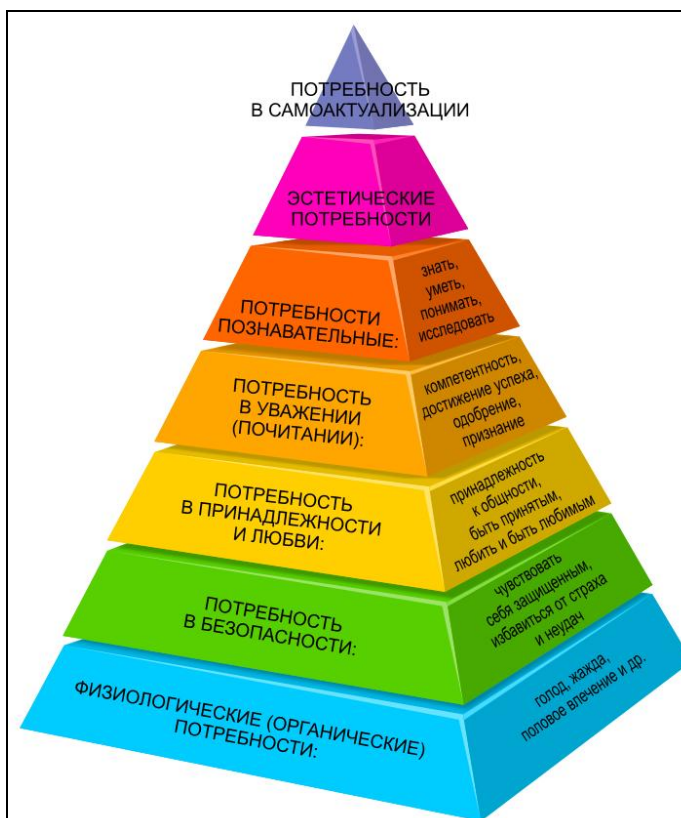 ПОТРЕБНОСТЬ
В САМОАКТУАЛИЗАЦИИ
ЭСТЕТИЧЕСКИЕ
ПОТРЕБНОСТИ
ПОТРЕБНОСТИ
ПОЗНАВАТЕЛЬНЫЕ:
знать,
уметь,
понимать,
исследовать
ПОТРЕБНОСТЬ
В УВАЖЕНИИ
(ПОЧИТАНИИ):
компетентность,
достижение успеха,
одобрение,
признание
ПОТРЕБНОСТЬ
В ПРИНАДЛЕЖНОСТИ
И ЛЮБВИ:
принадлежность
к общности,
быть принятым,
любить и быть любимым
ПОТРЕБНОСТЬ
В БЕЗОПАСНОСТИ:
чувствовать
себя защищенным,
избавиться от страха
и неудач
ФИЗИОЛОГИЧЕСКИЕ (ОРГАНИЧЕСКИЕ)
ПОТРЕБНОСТИ:
голод, жажда,
половое влечение и др.